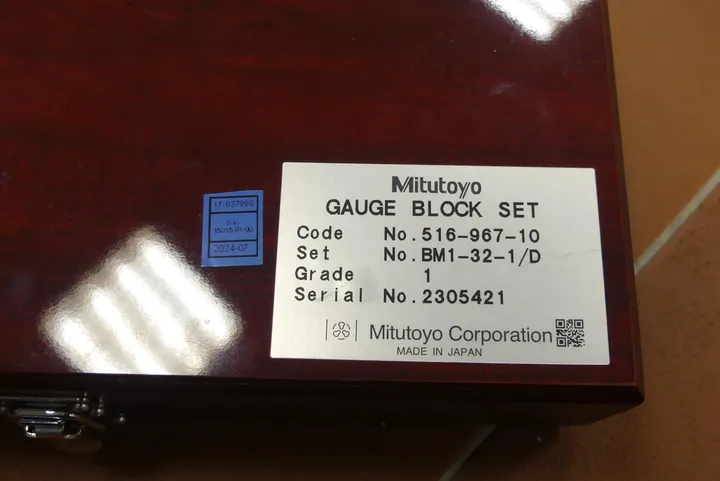 Mitutoyo
GAUGE BLOCK SET
Code No.516-967-10
Set No.BM1-32-1/D
Grade 1
Serial No.2305421
Mitutoyo Corporation
MADE IN JAPAN
2024-07